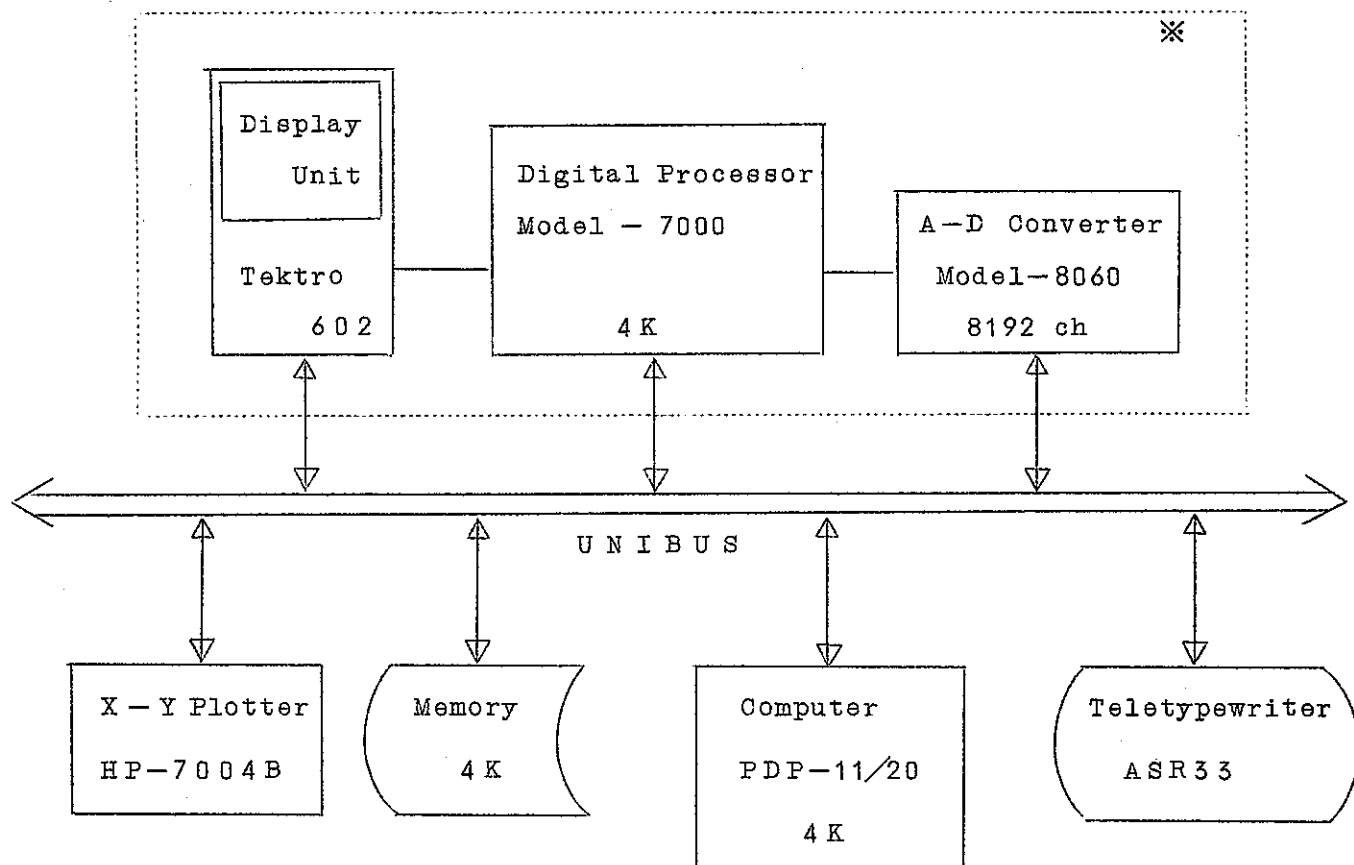 ※
Display
Unit
Tektro
602
Digital Processor
Model - 7000
4K
A-D Converter
Model-8060
8192 ch
UNIBUS
X-Y Plotter
HP-7004B
Memory
4K
Computer
PDP-11/20
4K
Teletypewriter
ASR33